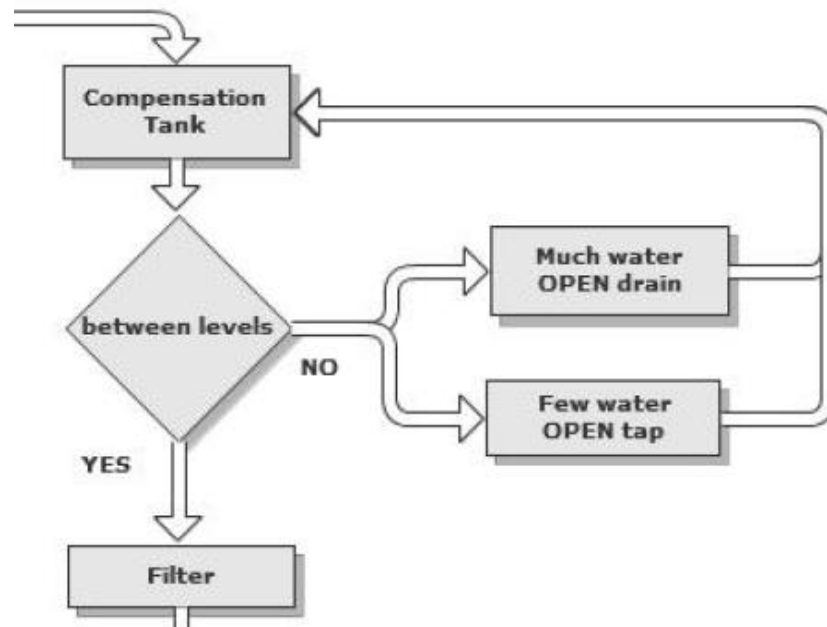 Compensation
Tank
between levels
NO
Much water
OPEN drain
Few water
OPEN tap
YES
Filter